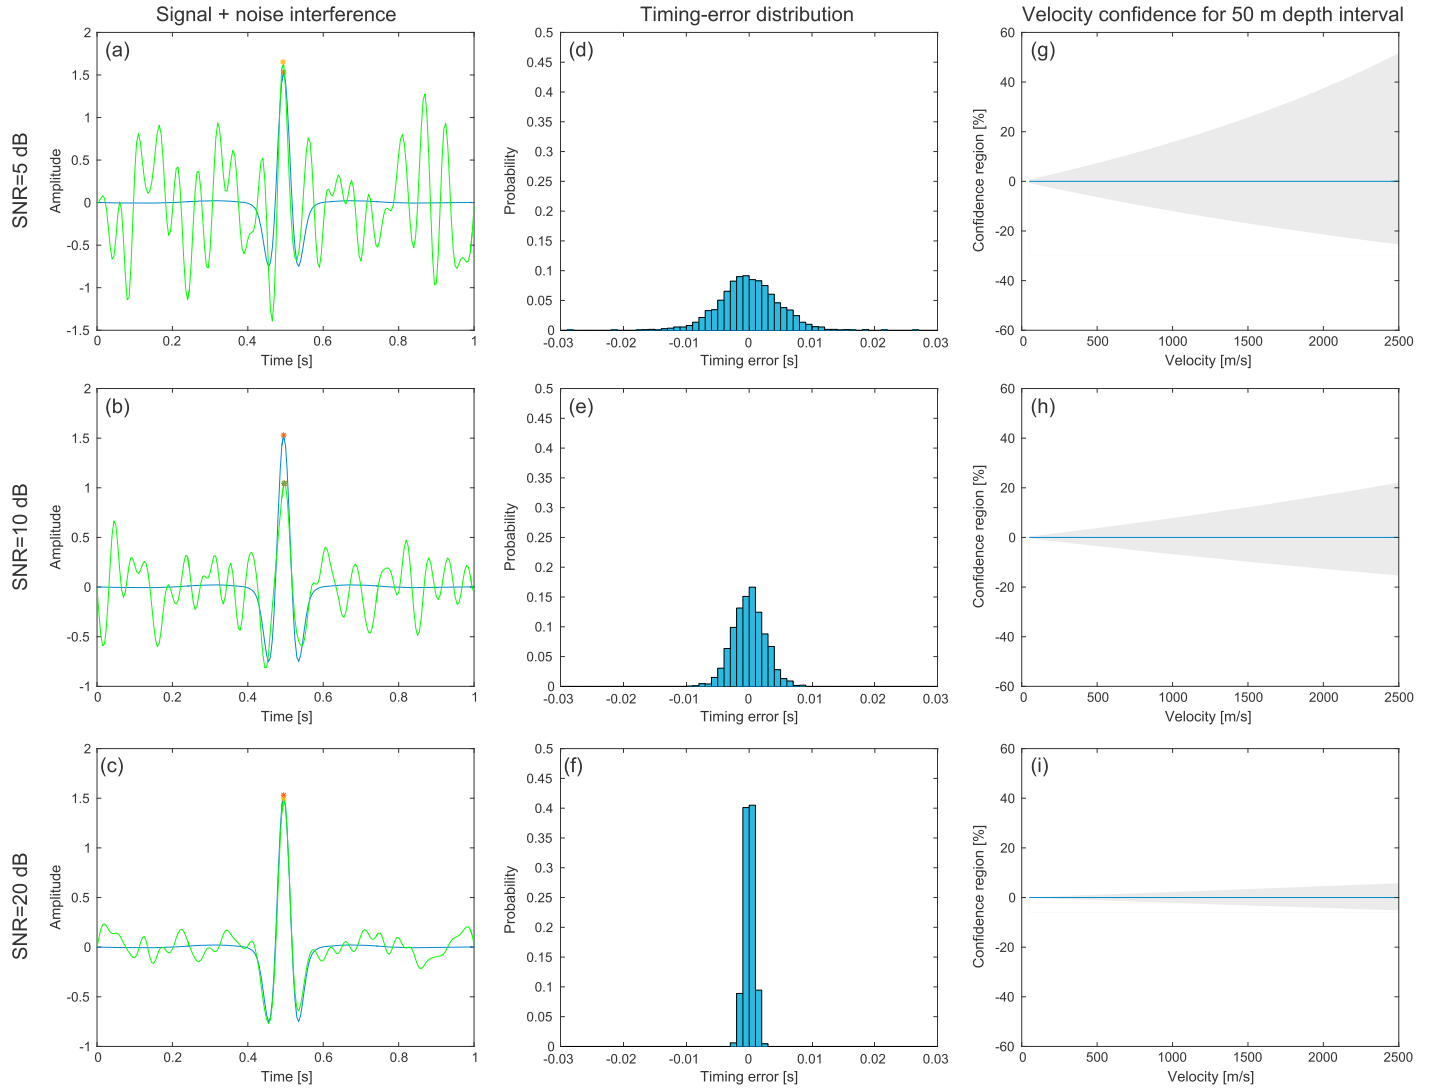 Signal + noise interference
Timing-error distribution
Velocity confidence for 50 m depth interval
SNR=5 dB
(a)
Amplitude
2
1.5
1
0.5
0
-0.5
-1
-1.5
0 0.2 0.4 0.6 0.8 1
Time [s]
(d)
Probability
0.5
0.45
0.4
0.35
0.3
0.25
0.2
0.15
0.1
0.05
0
-0.03 -0.02 -0.01 0 0.01 0.02 0.03
Timing error [s]
(g)
Confidence region [%]
60
40
20
0
-20
-40
-60
0 500 1000 1500 2000 2500
Velocity [m/s]
SNR=10 dB
(b)
Amplitude
2
1.5
1
0.5
0
-0.5
-1
0 0.2 0.4 0.6 0.8 1
Time [s]
(e)
Probability
0.5
0.45
0.4
0.35
0.3
0.25
0.2
0.15
0.1
0.05
0
-0.03 -0.02 -0.01 0 0.01 0.02 0.03
Timing error [s]
(h)
Confidence region [%]
60
40
20
0
-20
-40
-60
0 500 1000 1500 2000 2500
Velocity [m/s]
SNR=20 dB
(c)
Amplitude
2
1.5
1
0.5
0
-0.5
-1
0 0.2 0.4 0.6 0.8 1
Time [s]
(f)
Probability
0.5
0.45
0.4
0.35
0.3
0.25
0.2
0.15
0.1
0.05
0
-0.03 -0.02 -0.01 0 0.01 0.02 0.03
Timing error [s]
(i)
Confidence region [%]
60
40
20
0
-20
-40
-60
0 500 1000 1500 2000 2500
Velocity [m/s]